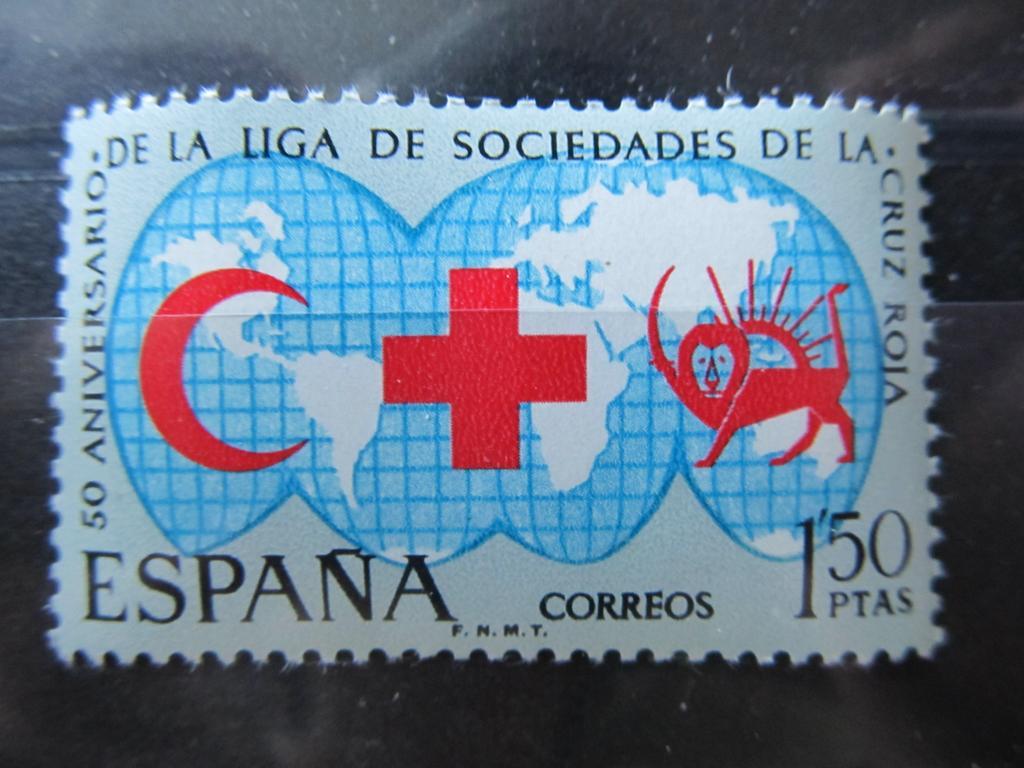 50 ANIVERSARIO·
DE LA LIGA DE SOCIEDADES DE LA·
CRUZ ROJA
ESPAÑA
CORREOS
1'50
PTAS
F. N. M. T.